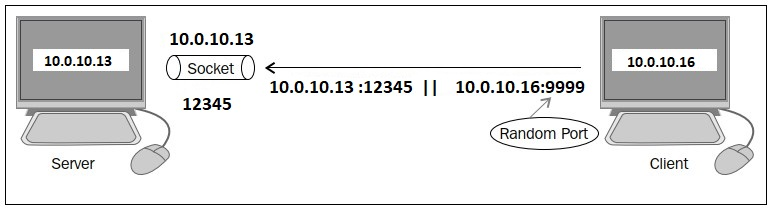 10.0.10.13
10.0.10.13
Socket
12345
10.0.10.13 :12345 || 10.0.10.16:9999
Random Port
10.0.10.16
Server
Client